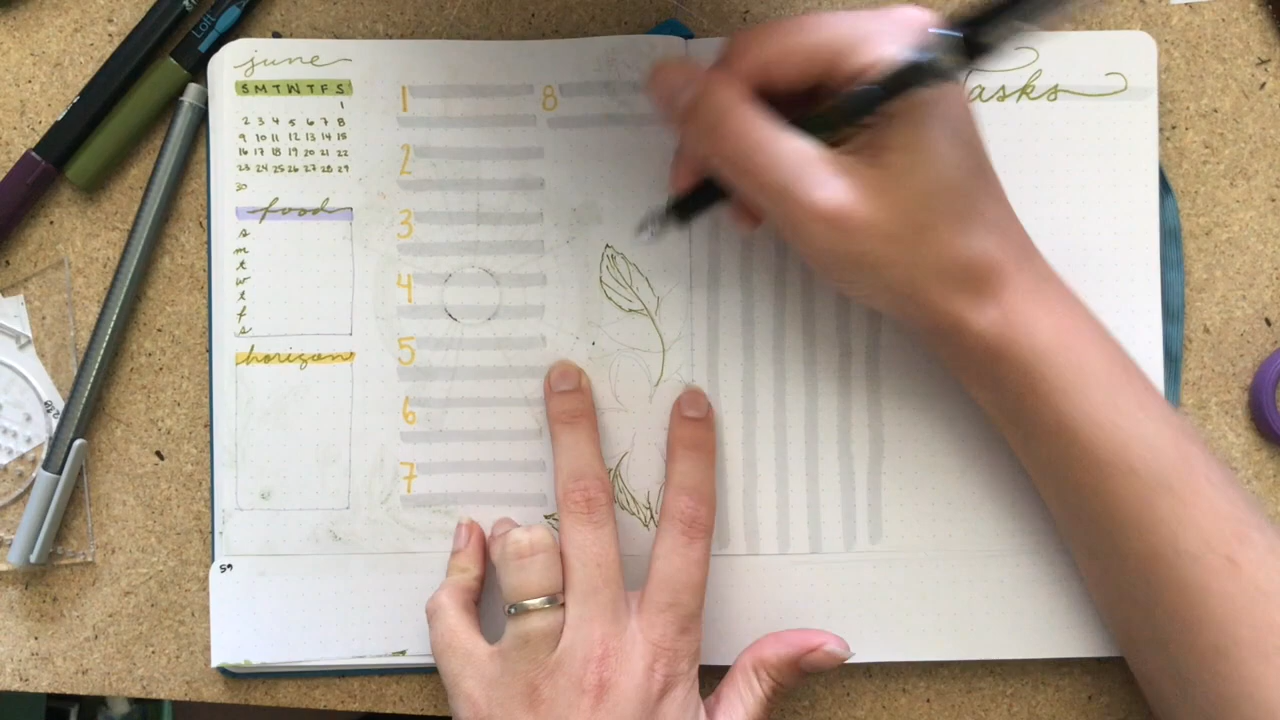 june
S M T W T F S
1
2 3 4 5 6 7 8
9 10 11 12 13 14 15
16 17 18 19 20 21 22
23 24 25 26 27 28 29
30
food
s
m
t
w
t
f
s
horizon
1
2
3
4
5
6
7
8
Tasks
59
Loft